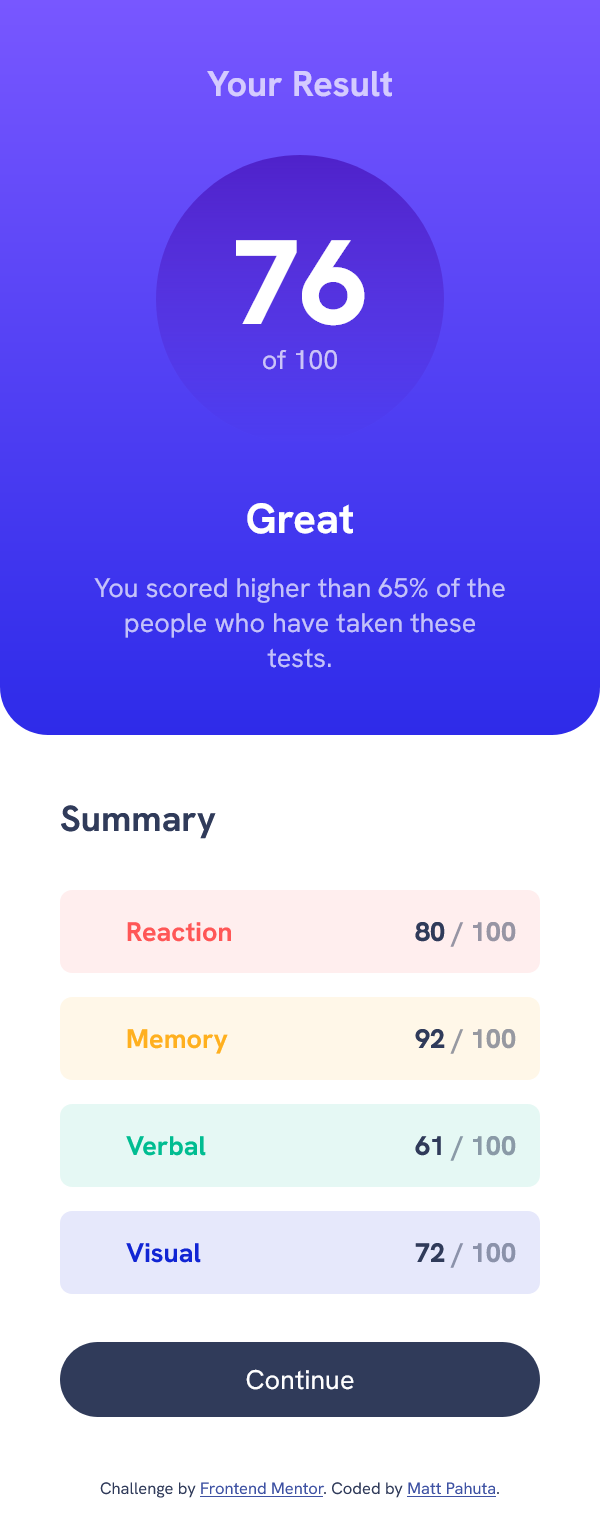 Your Result
76
of 100
Great
You scored higher than 65% of the
people who have taken these
tests.
Summary
Reaction 80 / 100
Memory 92 / 100
Verbal 61 / 100
Visual 72 / 100
Continue
Challenge by Frontend Mentor. Coded by Matt Pahuta.